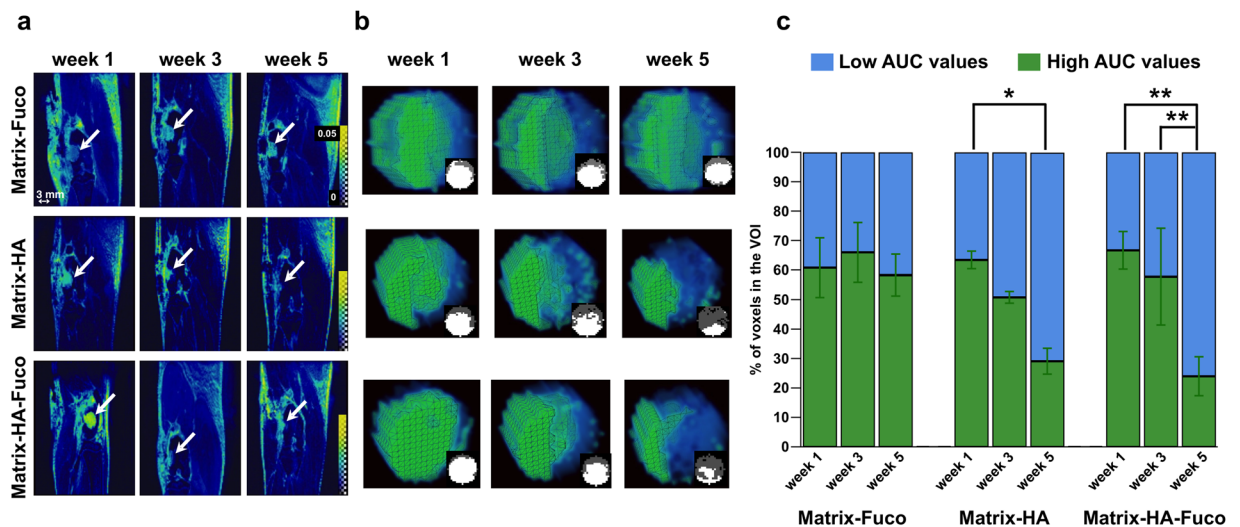 a
week 1 week 3 week 5
Matrix-Fuco
3 mm
0.05
0
Matrix-HA
Matrix-HA-Fuco
b
week 1 week 3 week 5
c
Low AUC values High AUC values
* ** **
% of voxels in the VOI
100
90
80
70
60
50
40
30
20
10
0
week 1 week 3 week 5 week 1 week 3 week 5 week 1 week 3 week 5
Matrix-Fuco Matrix-HA Matrix-HA-Fuco